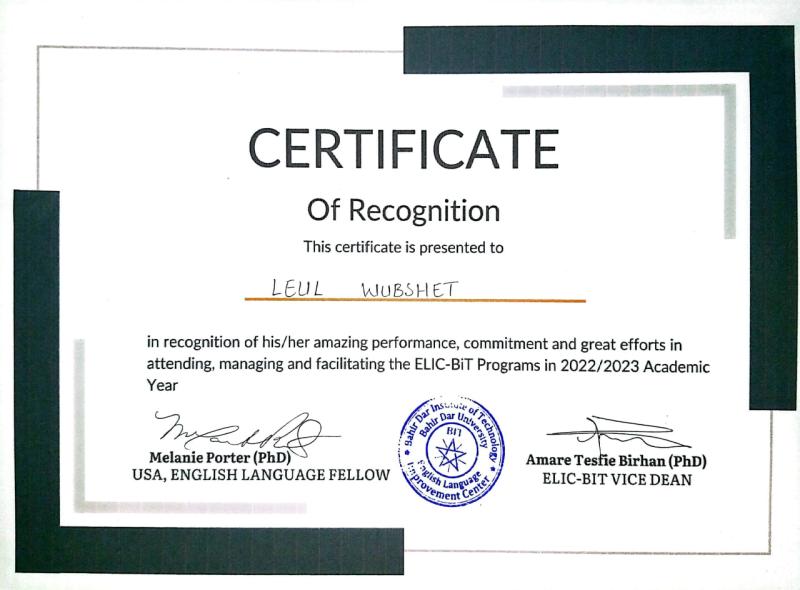 CERTIFICATE
Of Recognition
This certificate is presented to
LEUL WUBSHET
in recognition of his/her amazing performance, commitment and great efforts in
attending, managing and facilitating the ELIC-BiT Programs in 2022/2023 Academic
Year
Melanie Porter (PhD)
USA, ENGLISH LANGUAGE FELLOW
Bahir Dar Institute of Technology
Bahir Dar University
BIT
English Language
Improvement Center
Amare Tesfie Birhan (PhD)
ELIC-BIT VICE DEAN